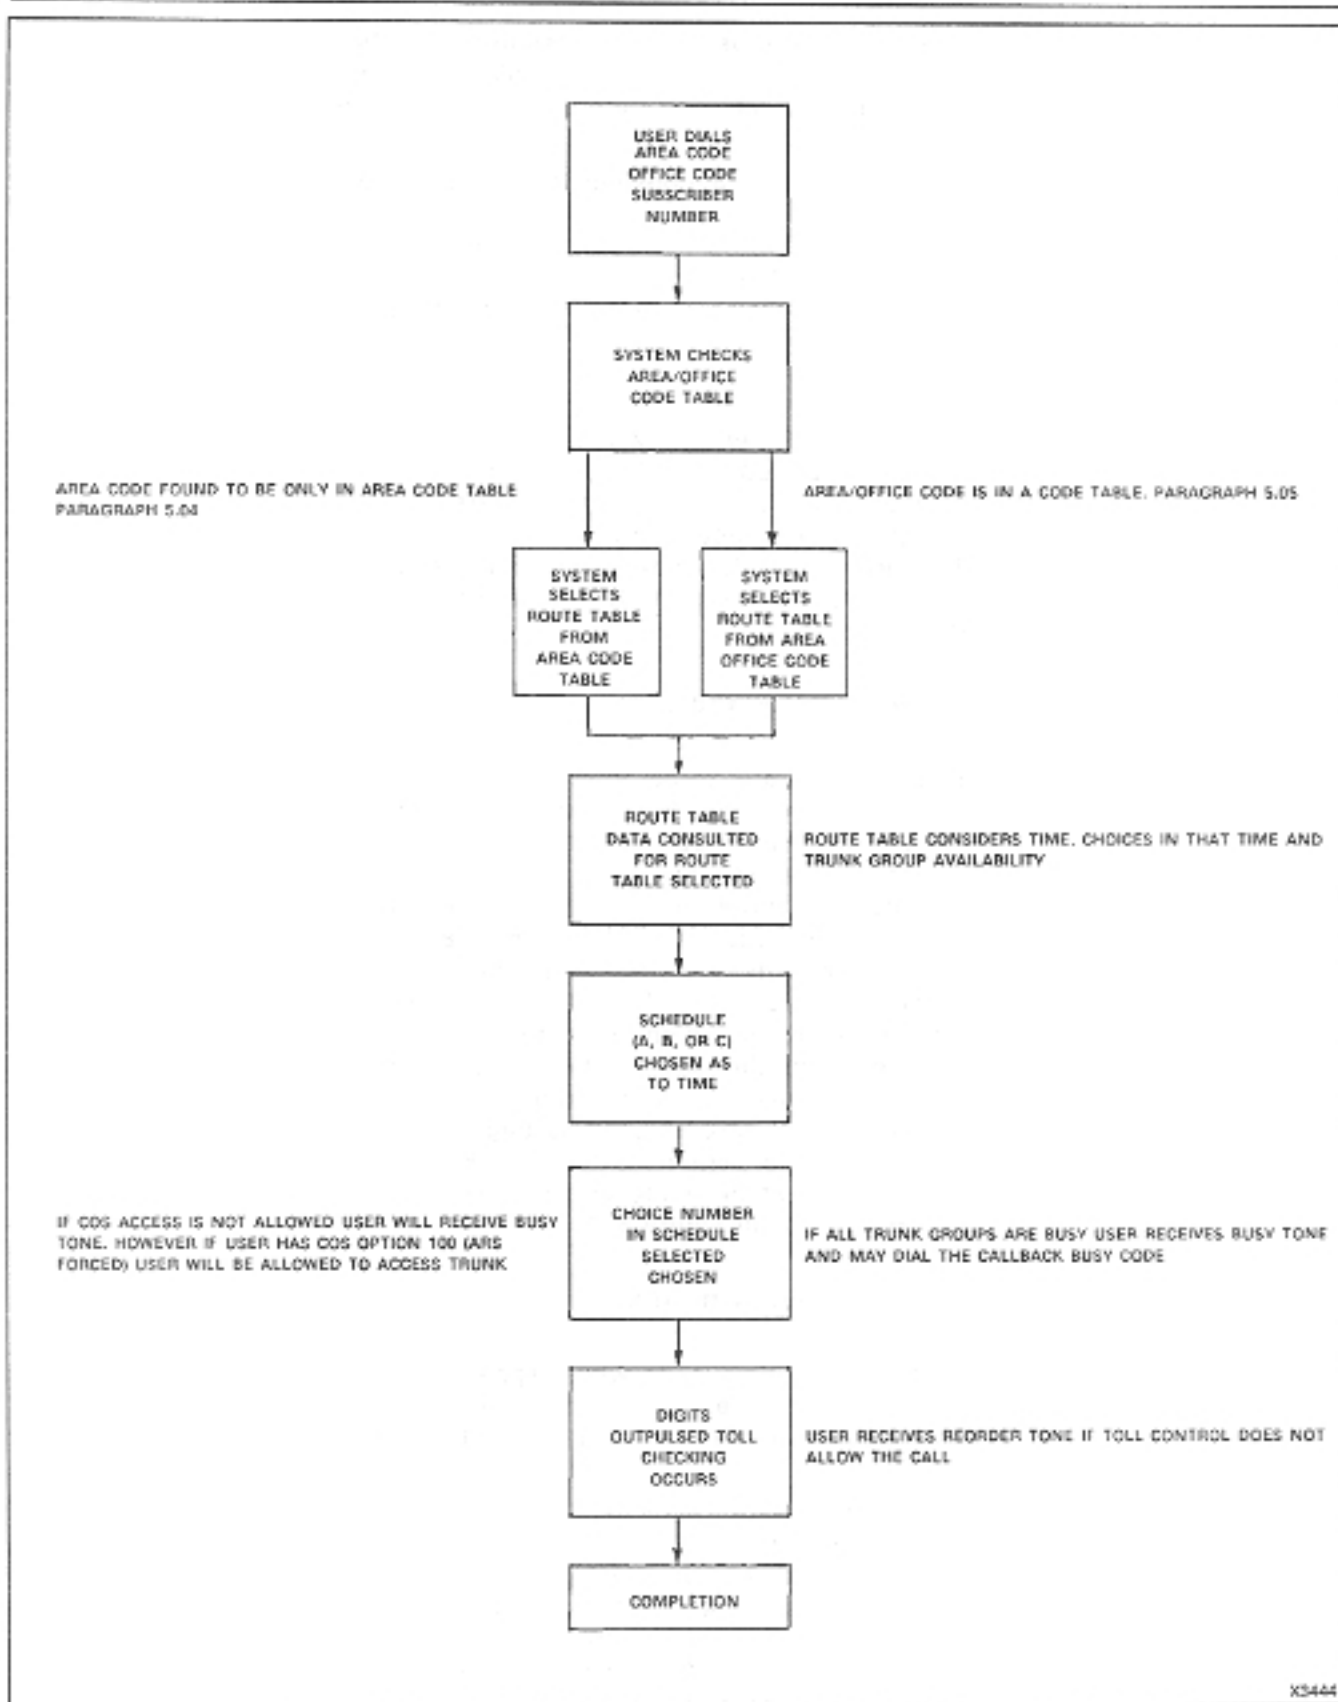 USER DIALS
AREA CODE
OFFICE CODE
SUBSCRIBER
NUMBER
SYSTEM CHECKS
AREA/OFFICE
CODE TABLE
AREA CODE FOUND TO BE ONLY IN AREA CODE TABLE
PARAGRAPH 5.04
AREA/OFFICE CODE IS IN A CODE TABLE. PARAGRAPH 5.05
SYSTEM
SELECTS
ROUTE TABLE
FROM
AREA CODE
TABLE
SYSTEM
SELECTS
ROUTE TABLE
FROM AREA
OFFICE CODE
TABLE
ROUTE TABLE
DATA CONSULTED
FOR ROUTE
TABLE SELECTED
ROUTE TABLE CONSIDERS TIME. CHOICES IN THAT TIME AND
TRUNK GROUP AVAILABILITY
SCHEDULE
(A, B, OR C)
CHOSEN AS
TO TIME
IF COS ACCESS IS NOT ALLOWED USER WILL RECEIVE BUSY
TONE. HOWEVER IF USER HAS COS OPTION 100 (ARS
FORCED) USER WILL BE ALLOWED TO ACCESS TRUNK
CHOICE NUMBER
IN SCHEDULE
SELECTED
CHOSEN
IF ALL TRUNK GROUPS ARE BUSY USER RECEIVES BUSY TONE
AND MAY DIAL THE CALLBACK BUSY CODE
DIGITS
OUTPULSED TOLL
CHECKING
OCCURS
USER RECEIVES REORDER TONE IF TOLL CONTROL DOES NOT
ALLOW THE CALL
COMPLETION
X3444